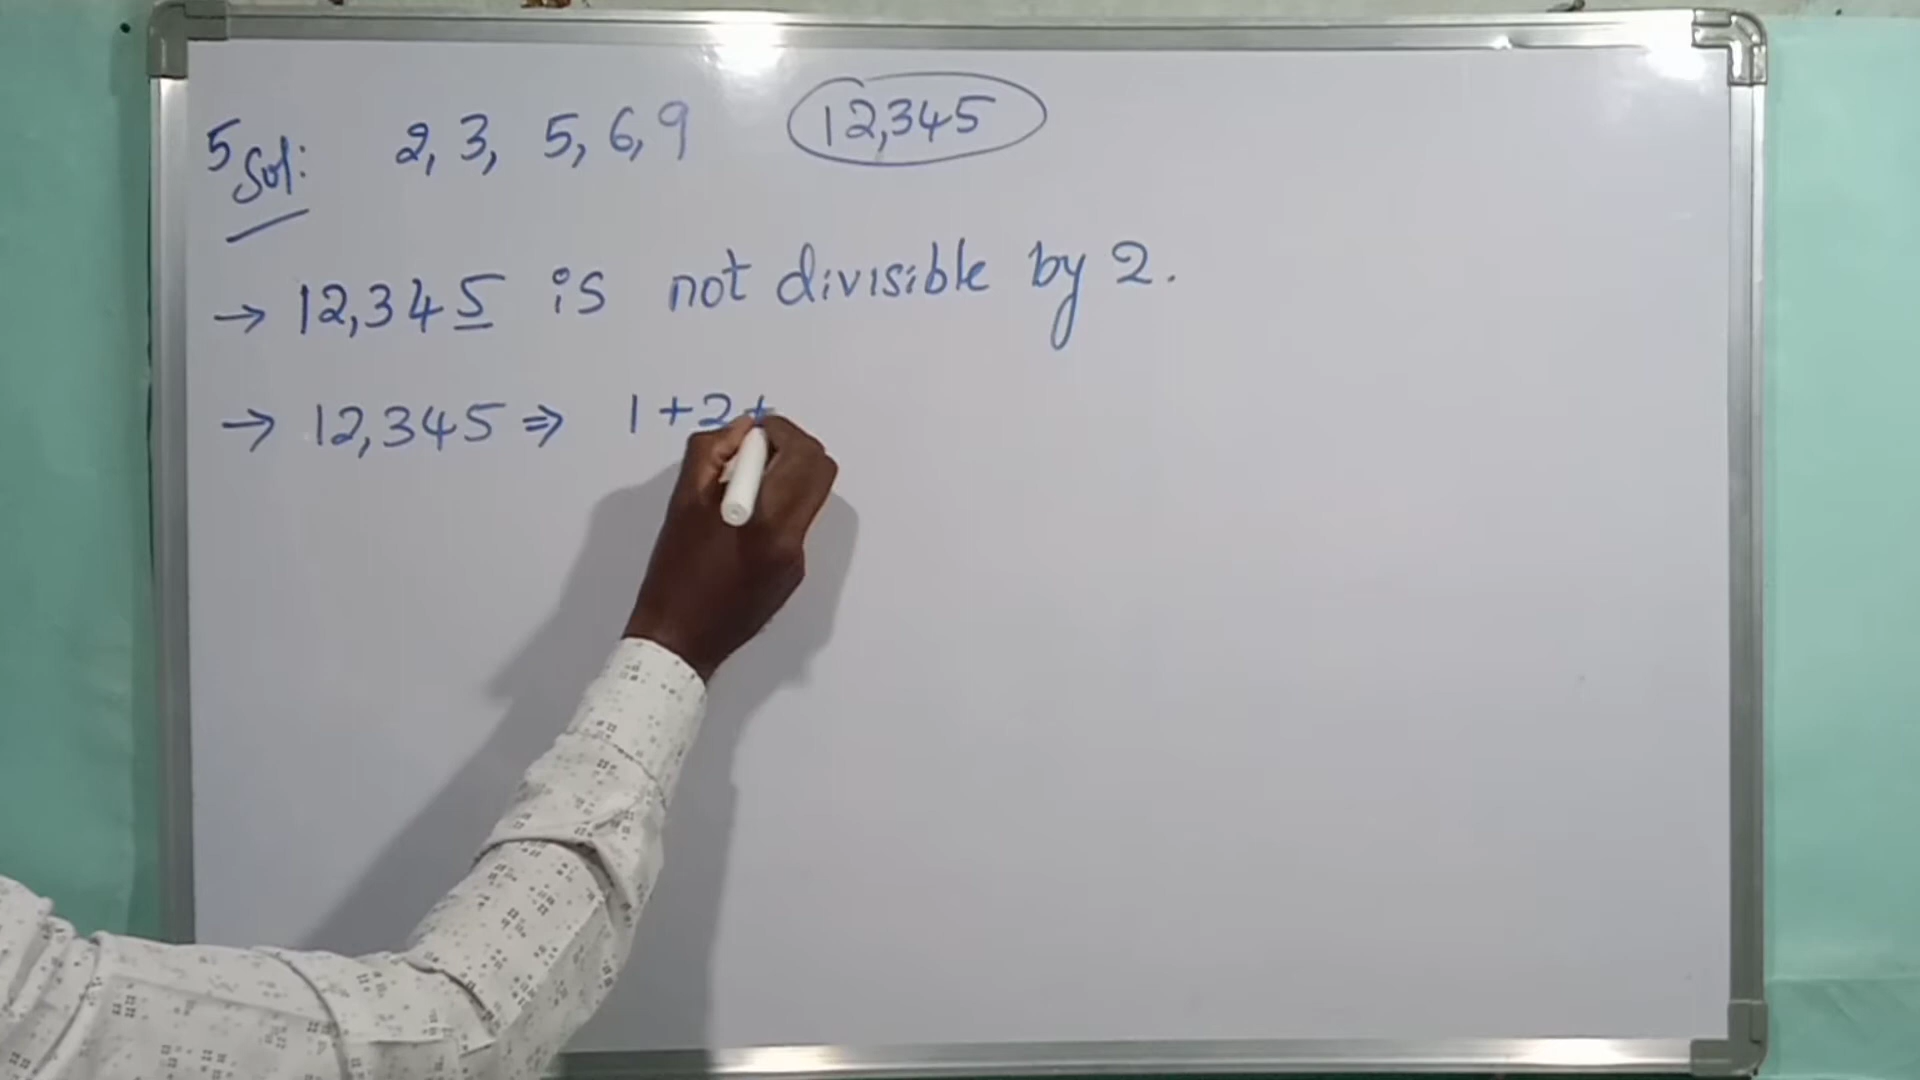 5 Sol: 2, 3, 5, 6, 9 12,345
→ 12,345 is not divisible by 2.
→ 12,345 ⇒ 1+2+